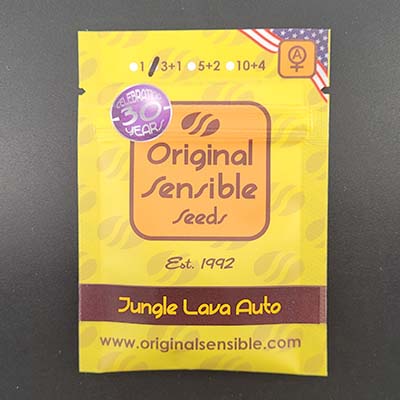 1 3+1 5+2 10+4
A
CELEBRATING
30
YEARS
Original
Sensible
Seeds
Est. 1992
Jungle Lava Auto
www.originalsensible.com